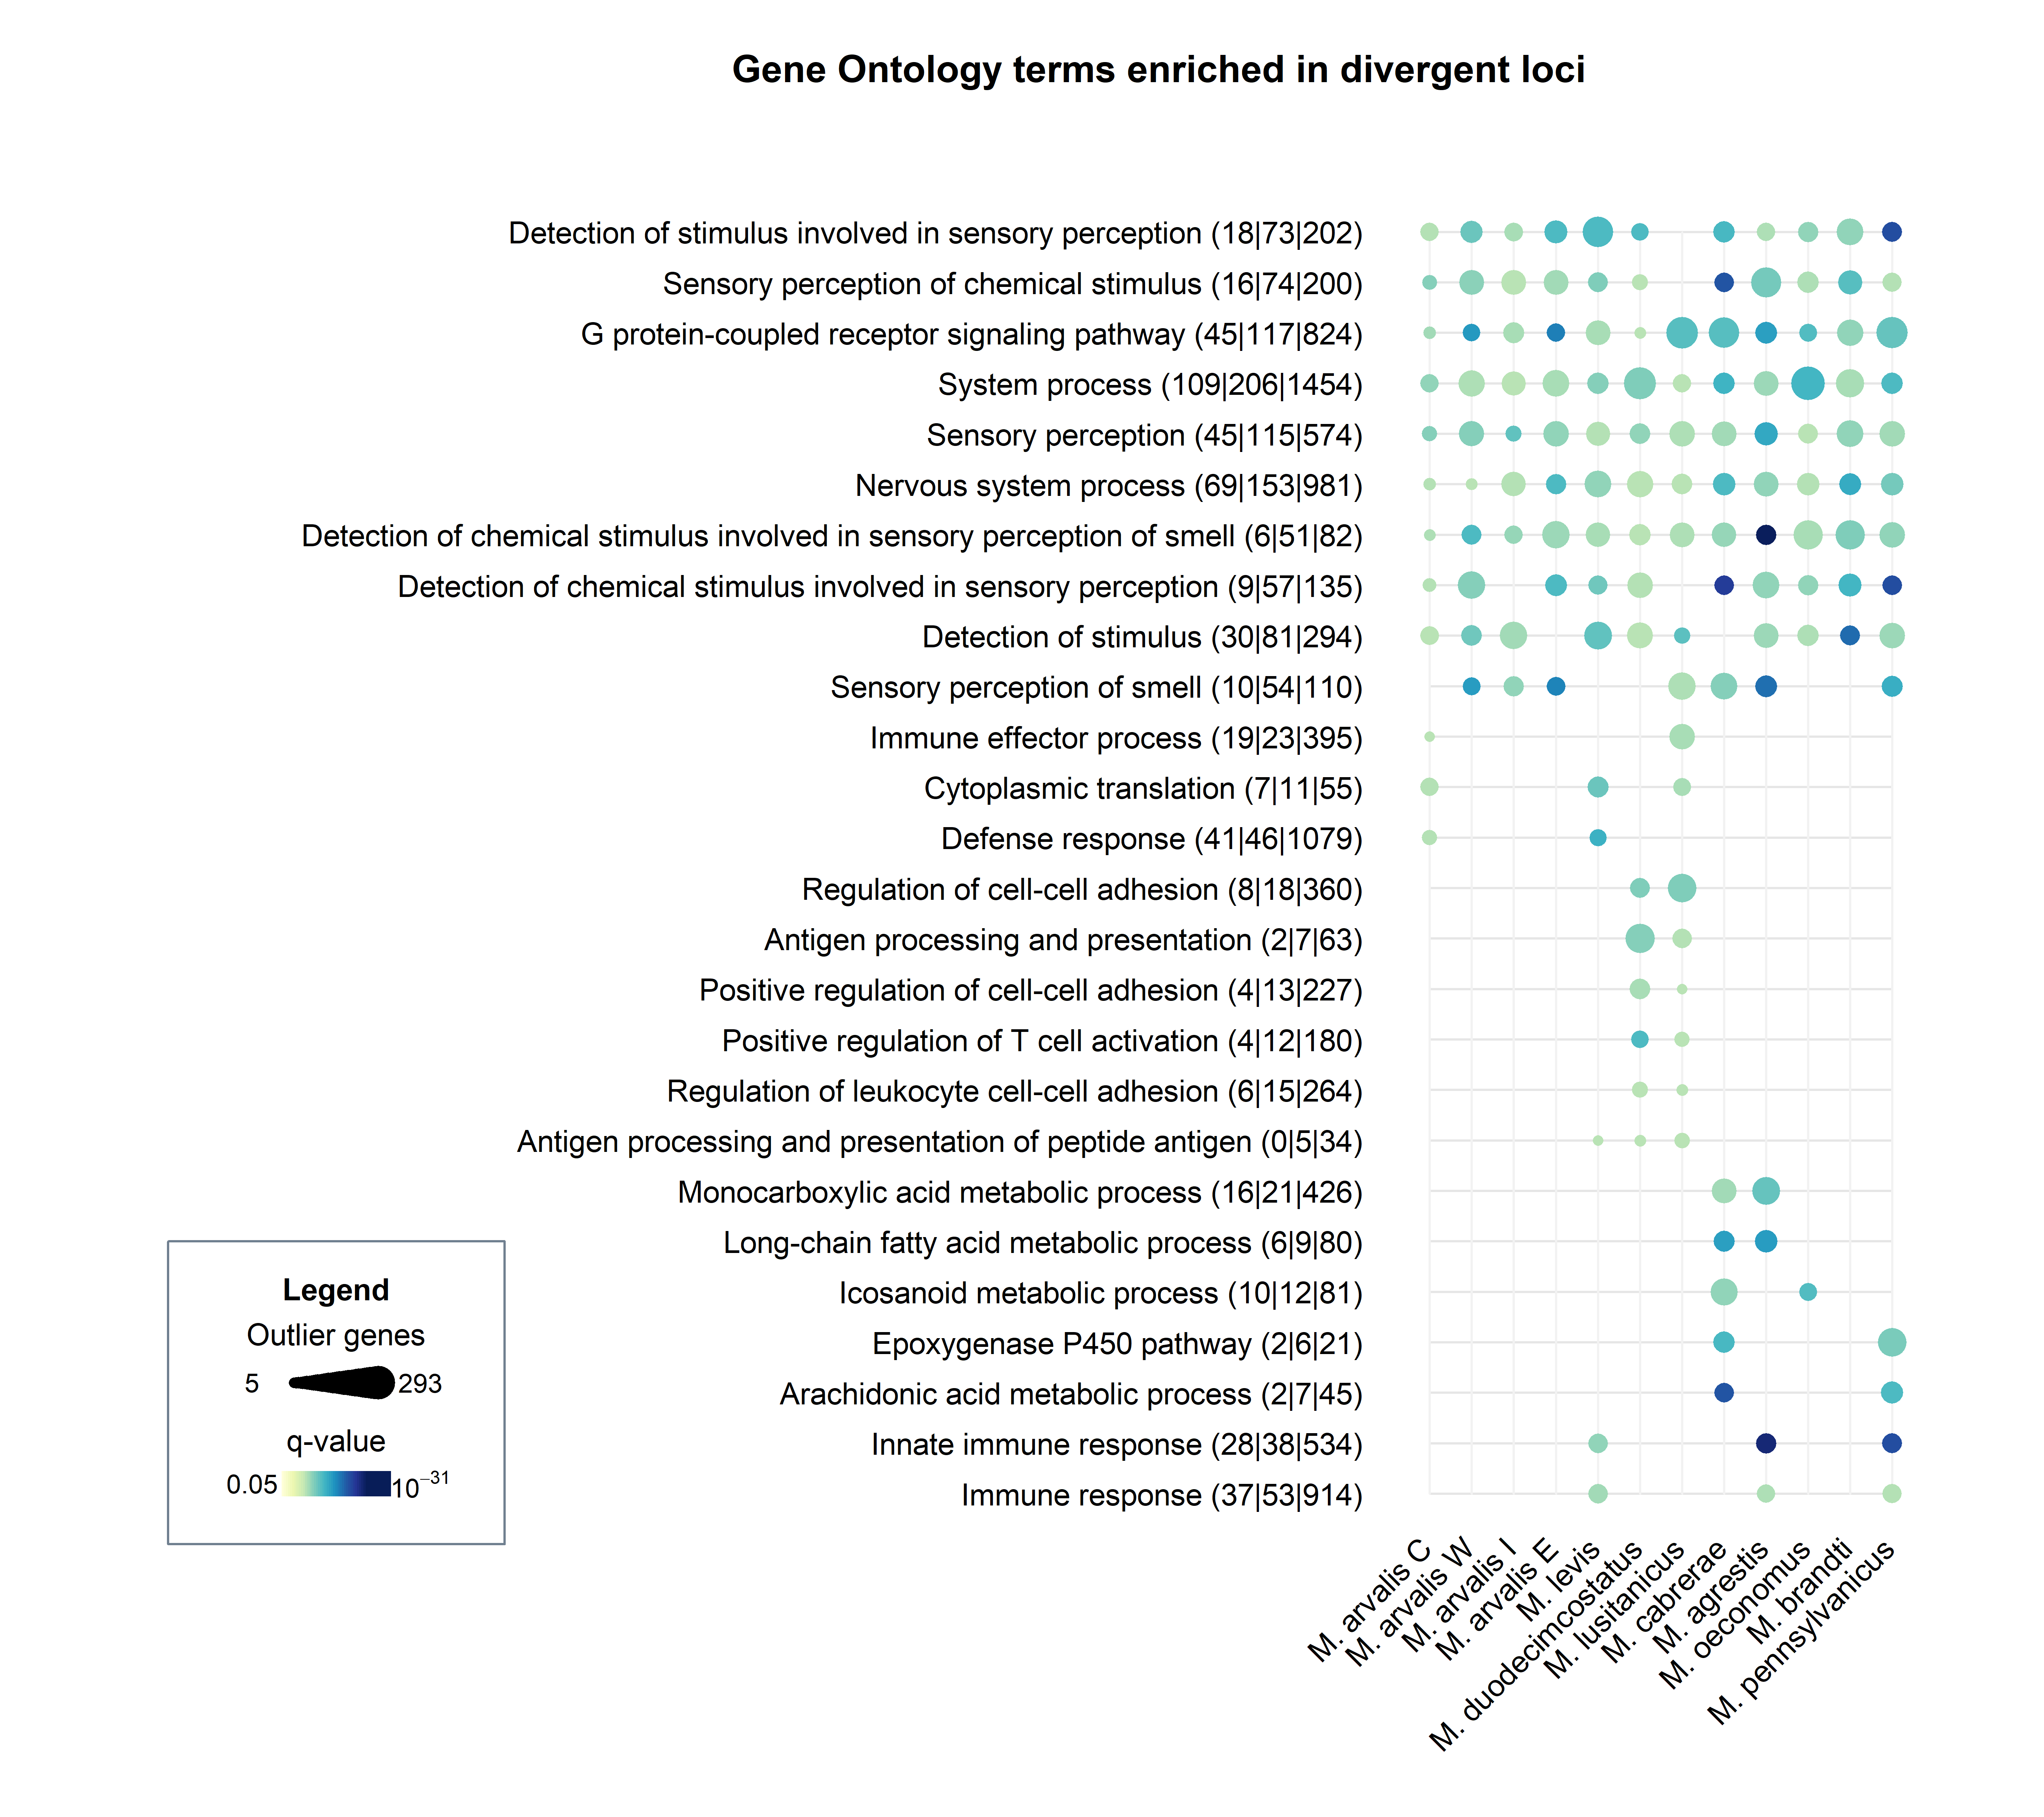 Gene Ontology terms enriched in divergent loci
Detection of stimulus involved in sensory perception (18|73|202)
Sensory perception of chemical stimulus (16|74|200)
G protein-coupled receptor signaling pathway (45|117|824)
System process (109|206|1454)
Sensory perception (45|115|574)
Nervous system process (69|153|981)
Detection of chemical stimulus involved in sensory perception of smell (6|51|82)
Detection of chemical stimulus involved in sensory perception (9|57|135)
Detection of stimulus (30|81|294)
Sensory perception of smell (10|54|110)
Immune effector process (19|23|395)
Cytoplasmic translation (7|11|55)
Defense response (41|46|1079)
Regulation of cell-cell adhesion (8|18|360)
Antigen processing and presentation (2|7|63)
Positive regulation of cell-cell adhesion (4|13|227)
Positive regulation of T cell activation (4|12|180)
Regulation of leukocyte cell-cell adhesion (6|15|264)
Antigen processing and presentation of peptide antigen (0|5|34)
Monocarboxylic acid metabolic process (16|21|426)
Long-chain fatty acid metabolic process (6|9|80)
Icosanoid metabolic process (10|12|81)
Epoxygenase P450 pathway (2|6|21)
Arachidonic acid metabolic process (2|7|45)
Innate immune response (28|38|534)
Immune response (37|53|914)
Legend
Outlier genes
5 293
q-value
0.05 10⁻³¹
M. arvalis C
M. arvalis W
M. arvalis I
M. arvalis E
M. levis
M. duodecimcostatus
M. lusitanicus
M. cabrerae
M. agrestis
M. oeconomus
M. brandti
M. pennsylvanicus